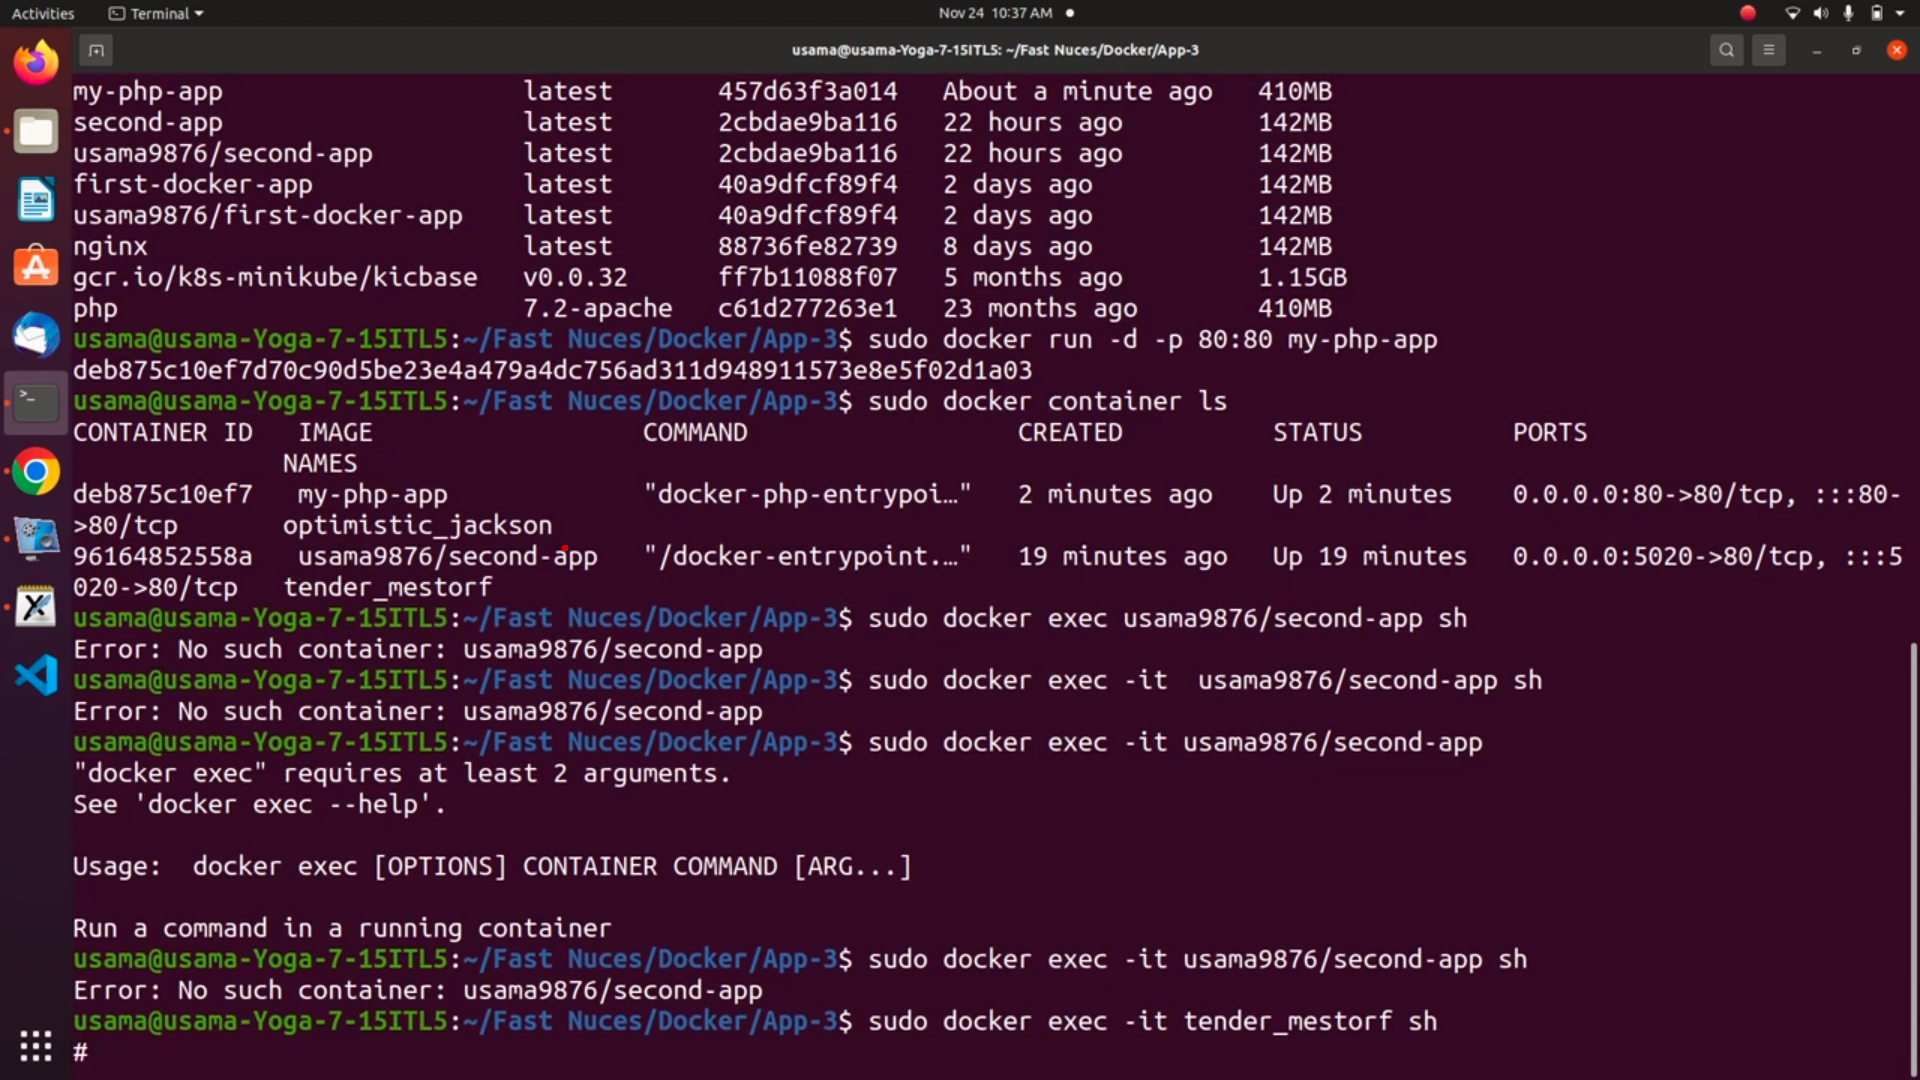 Activities
Terminal
Nov 24 10:37 AM
usama@usama-Yoga-7-15ITL5: ~/Fast Nuces/Docker/App-3
my-php-app latest 457d63f3a014 About a minute ago 410MB
second-app latest 2cbdae9ba116 22 hours ago 142MB
usama9876/second-app latest 2cbdae9ba116 22 hours ago 142MB
first-docker-app latest 40a9dfcf89f4 2 days ago 142MB
usama9876/first-docker-app latest 40a9dfcf89f4 2 days ago 142MB
nginx latest 88736fe82739 8 days ago 142MB
gcr.io/k8s-minikube/kicbase v0.0.32 ff7b11088f07 5 months ago 1.15GB
php 7.2-apache c61d277263e1 23 months ago 410MB
usama@usama-Yoga-7-15ITL5:~/Fast Nuces/Docker/App-3$ sudo docker run -d -p 80:80 my-php-app
deb875c10ef7d70c90d5be23e4a479a4dc756ad311d948911573e8e5f02d1a03
usama@usama-Yoga-7-15ITL5:~/Fast Nuces/Docker/App-3$ sudo docker container ls
CONTAINER ID IMAGE COMMAND CREATED STATUS PORTS
NAMES
deb875c10ef7 my-php-app "docker-php-entrypoi…" 2 minutes ago Up 2 minutes 0.0.0.0:80->80/tcp, :::80-
>80/tcp optimistic_jackson
96164852558a usama9876/second-app "/docker-entrypoint.…" 19 minutes ago Up 19 minutes 0.0.0.0:5020->80/tcp, :::5
020->80/tcp tender_mestorf
usama@usama-Yoga-7-15ITL5:~/Fast Nuces/Docker/App-3$ sudo docker exec usama9876/second-app sh
Error: No such container: usama9876/second-app
usama@usama-Yoga-7-15ITL5:~/Fast Nuces/Docker/App-3$ sudo docker exec -it  usama9876/second-app sh
Error: No such container: usama9876/second-app
usama@usama-Yoga-7-15ITL5:~/Fast Nuces/Docker/App-3$ sudo docker exec -it usama9876/second-app
"docker exec" requires at least 2 arguments.
See 'docker exec --help'.
Usage:  docker exec [OPTIONS] CONTAINER COMMAND [ARG...]
Run a command in a running container
usama@usama-Yoga-7-15ITL5:~/Fast Nuces/Docker/App-3$ sudo docker exec -it usama9876/second-app sh
Error: No such container: usama9876/second-app
usama@usama-Yoga-7-15ITL5:~/Fast Nuces/Docker/App-3$ sudo docker exec -it tender_mestorf sh
#